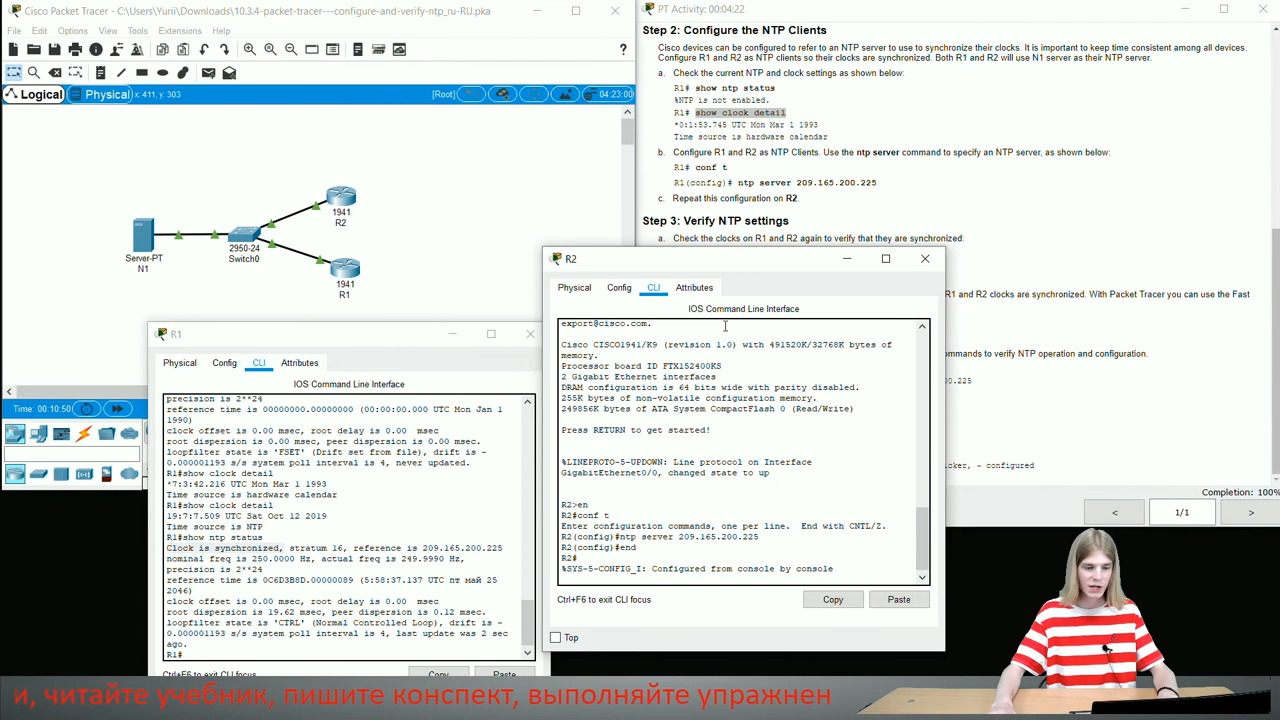 Cisco Packet Tracer - C:\Users\Yurii\Downloads\10.3.4-packet-tracer---configure-and-verify-ntp_ru-RU.pka
File Edit Options View Tools Extensions Help
?
Logical Physical x: 411, y: 303 [Root] 04:23:00
1941
R2
Server-PT
N1
2950-24
Switch0
1941
R1
Time: 00:10:50
PT Activity: 00:04:22
Step 2: Configure the NTP Clients
Cisco devices can be configured to refer to an NTP server to use to synchronize their clocks. It is important to keep time consistent among all devices.
Configure R1 and R2 as NTP clients so their clocks are synchronized. Both R1 and R2 will use N1 server as their NTP server.
a. Check the current NTP and clock settings as shown below:
R1# show ntp status
%NTP is not enabled.
R1# show clock detail
*0:1:53.745 UTC Mon Mar 1 1993
Time source is hardware calendar
b. Configure R1 and R2 as NTP Clients. Use the ntp server command to specify an NTP server, as shown below:
R1# conf t
R1(config)# ntp server 209.165.200.225
c. Repeat this configuration on R2.
Step 3: Verify NTP settings
a. Check the clocks on R1 and R2 again to verify that they are synchronized:
R1 and R2 clocks are synchronized. With Packet Tracer you can use the Fast
ommands to verify NTP operation and configuration.
0.225
cker, ~ configured
Completion: 100%
< 1/1 >
R1
Physical Config CLI Attributes
IOS Command Line Interface
precision is 2**24
reference time is 00000000.00000000 (00:00:00.000 UTC Mon Jan 1
1990)
clock offset is 0.00 msec, root delay is 0.00 msec
root dispersion is 0.00 msec, peer dispersion is 0.00 msec.
loopfilter state is 'FSET' (Drift set from file), drift is -
0.000001193 s/s system poll interval is 4, never updated.
R1#show clock detail
*7:3:42.216 UTC Mon Mar 1 1993
Time source is hardware calendar
R1#show clock detail
19:7:7.509 UTC Sat Oct 12 2019
Time source is NTP
R1#show ntp status
Clock is synchronized, stratum 16, reference is 209.165.200.225
nominal freq is 250.0000 Hz, actual freq is 249.9990 Hz,
precision is 2**24
reference time is 0C6D3B8D.00000089 (5:58:37.137 UTC пт май 25
2046)
clock offset is 0.00 msec, root delay is 0.00 msec
root dispersion is 19.62 msec, peer dispersion is 0.12 msec.
loopfilter state is 'CTRL' (Normal Controlled Loop), drift is -
0.000001193 s/s system poll interval is 4, last update was 2 sec
ago.
R1#
Copy Paste
R2
Physical Config CLI Attributes
IOS Command Line Interface
export@cisco.com.
Cisco CISCO1941/K9 (revision 1.0) with 491520K/32768K bytes of
memory.
Processor board ID FTX152400KS
2 Gigabit Ethernet interfaces
DRAM configuration is 64 bits wide with parity disabled.
255K bytes of non-volatile configuration memory.
249856K bytes of ATA System CompactFlash 0 (Read/Write)
Press RETURN to get started!
%LINEPROTO-5-UPDOWN: Line protocol on Interface
GigabitEthernet0/0, changed state to up
R2>en
R2#conf t
Enter configuration commands, one per line. End with CNTL/Z.
R2(config)#ntp server 209.165.200.225
R2(config)#end
R2#
%SYS-5-CONFIG_I: Configured from console by console
Ctrl+F6 to exit CLI focus Copy Paste
Top
и, читайте учебник, пишите конспект, выполняйте упражнен